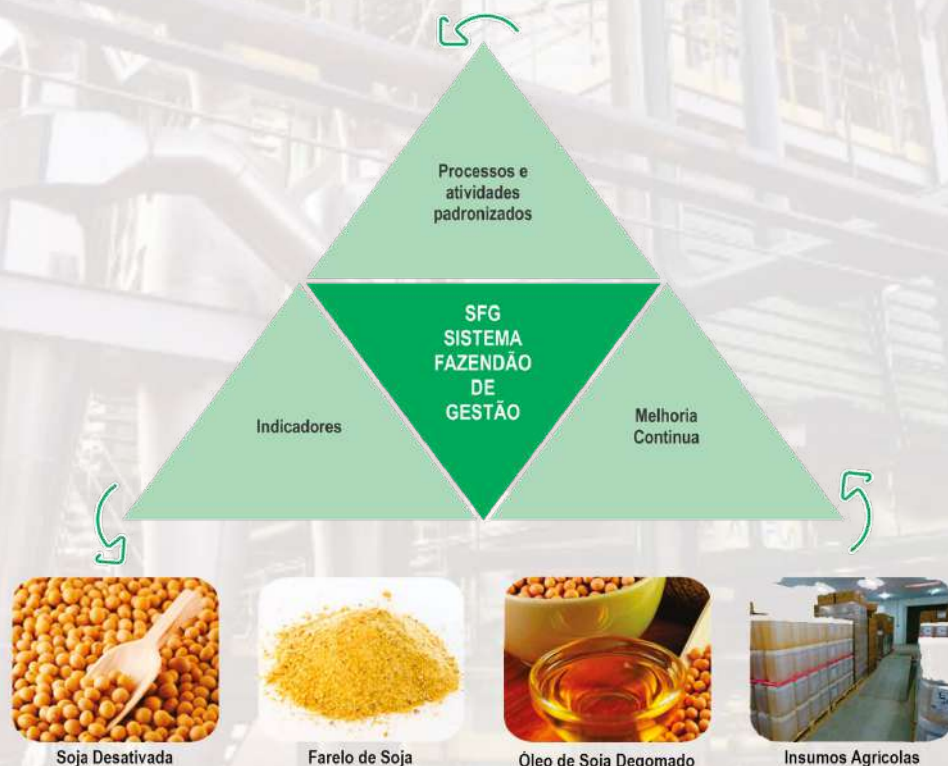 Processos e
atividades
padronizados
SFG
SISTEMA
FAZENDÃO
DE
GESTÃO
Indicadores
Melhoria
Continua
Soja Desativada
Farelo de Soja
Óleo de Soja Degomado
Insumos Agrícolas